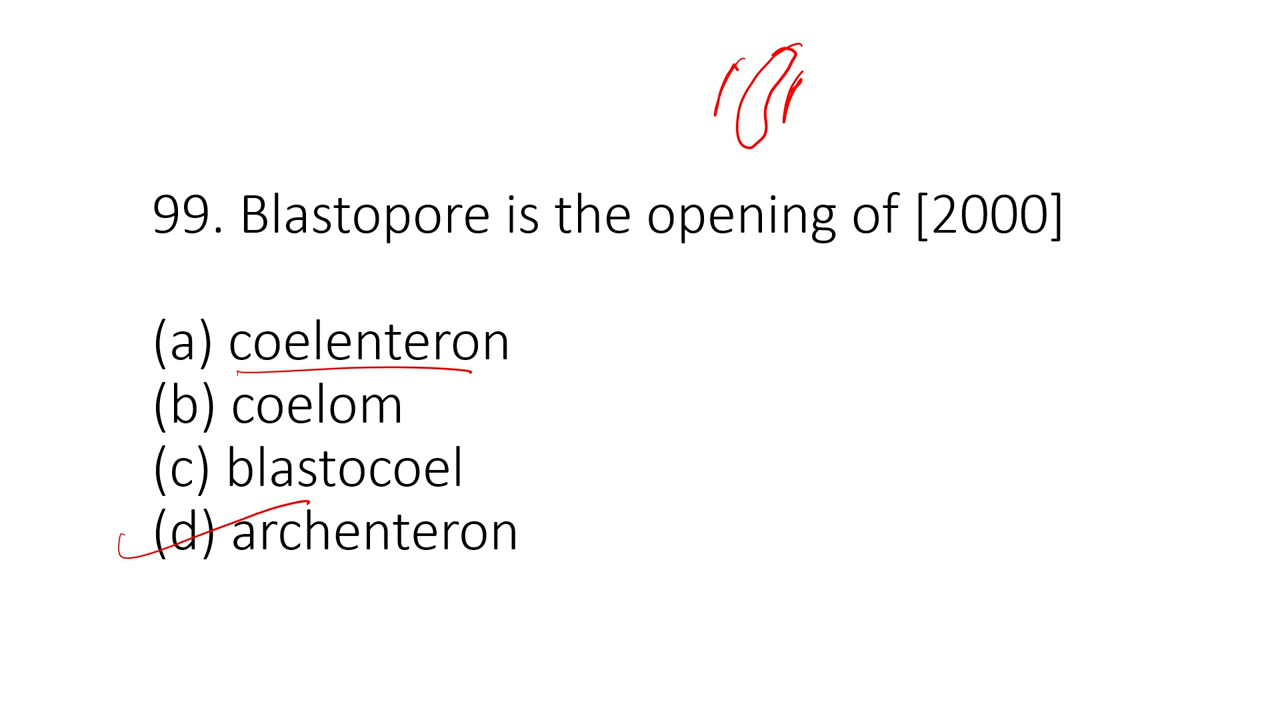 99. Blastopore is the opening of [2000]
(a) coelenteron
(b) coelom
(c) blastocoel
(d) archenteron